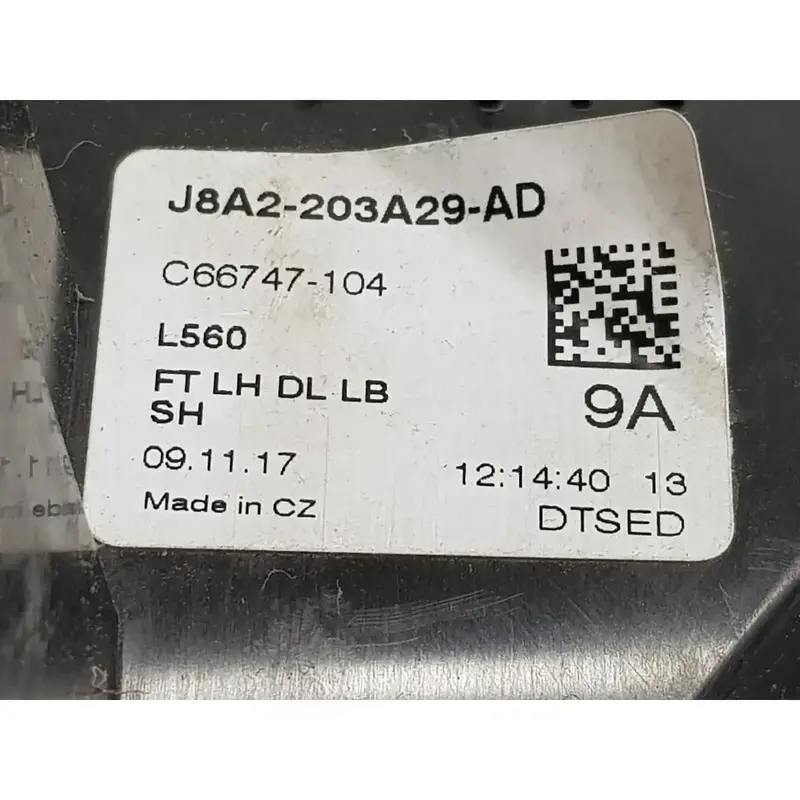 J8A2-203A29-AD
C66747-104
L560
FT LH DL LB
SH
9A
09.11.17
12:14:40 13
Made in CZ
DTSED